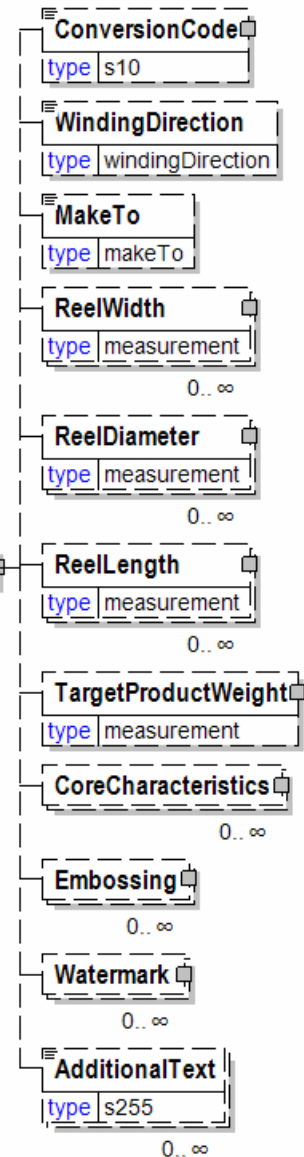 ConversionCode
type s10
WindingDirection
type windingDirection
MakeTo
type makeTo
ReelWidth
type measurement
0.. ∞
ReelDiameter
type measurement
0.. ∞
ReelLength
type measurement
0.. ∞
TargetProductWeight
type measurement
CoreCharacteristics
0.. ∞
Embossing
0.. ∞
Watermark
0.. ∞
AdditionalText
type s255
0.. ∞